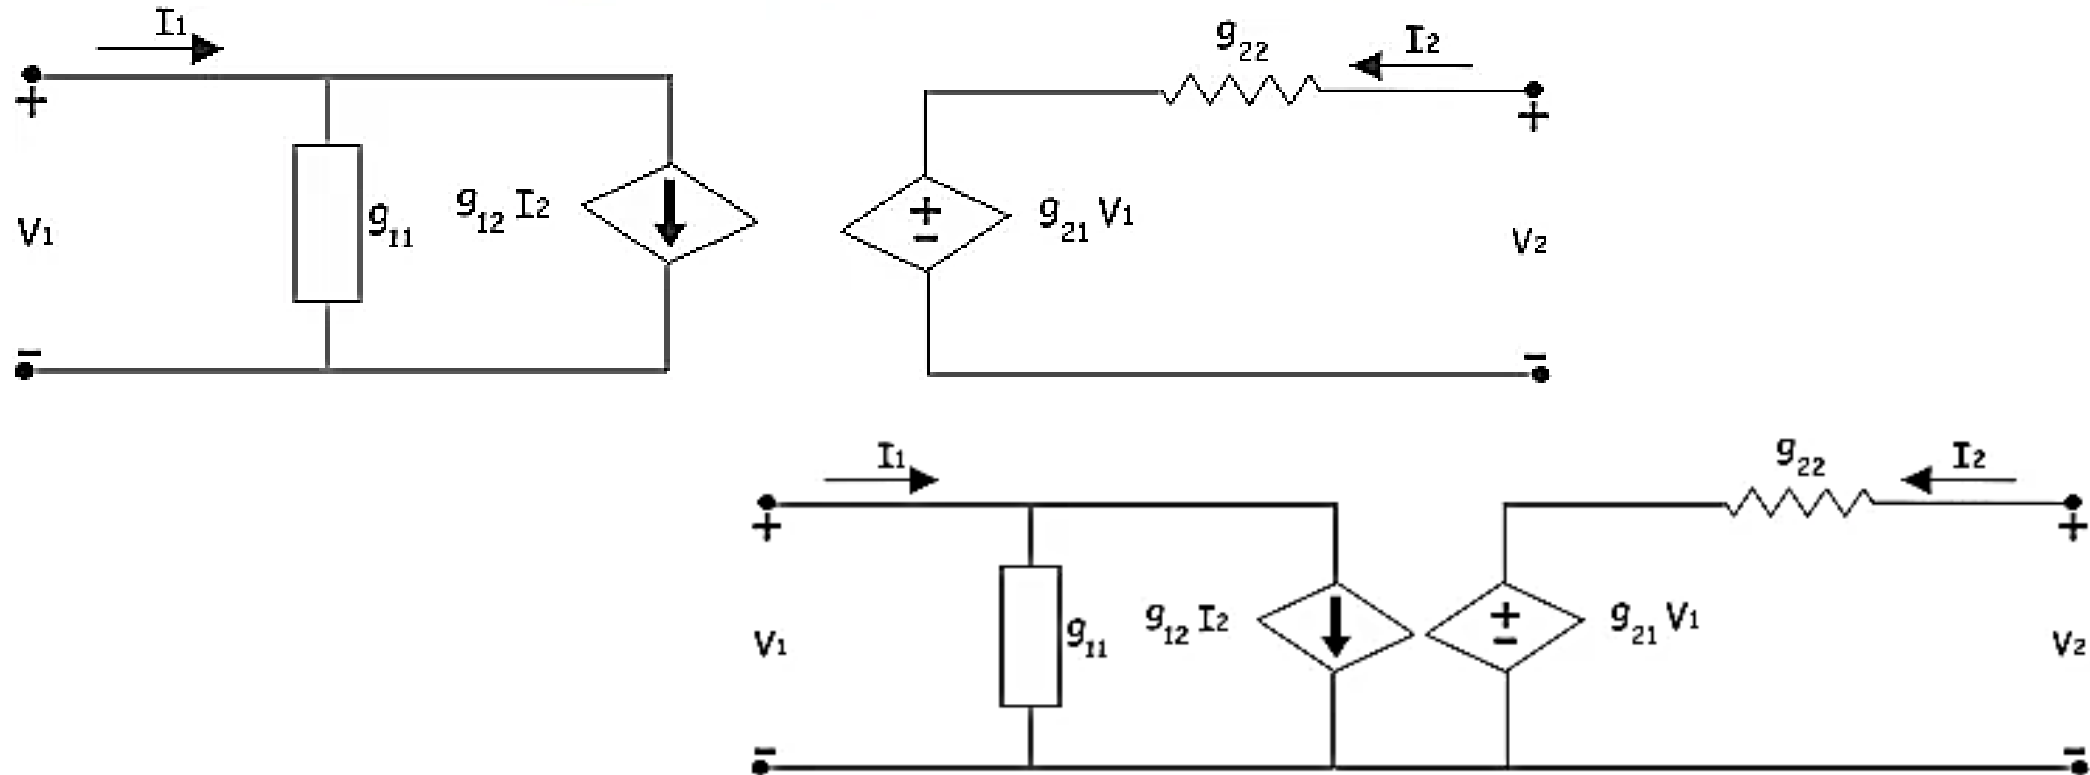 I1
g22
I2
+
+
V1
g11
g12 I2
+
-
g21 V1
V2
-
-
I1
g22
I2
+
+
V1
g11
g12 I2
+
-
g21 V1
V2
-
-